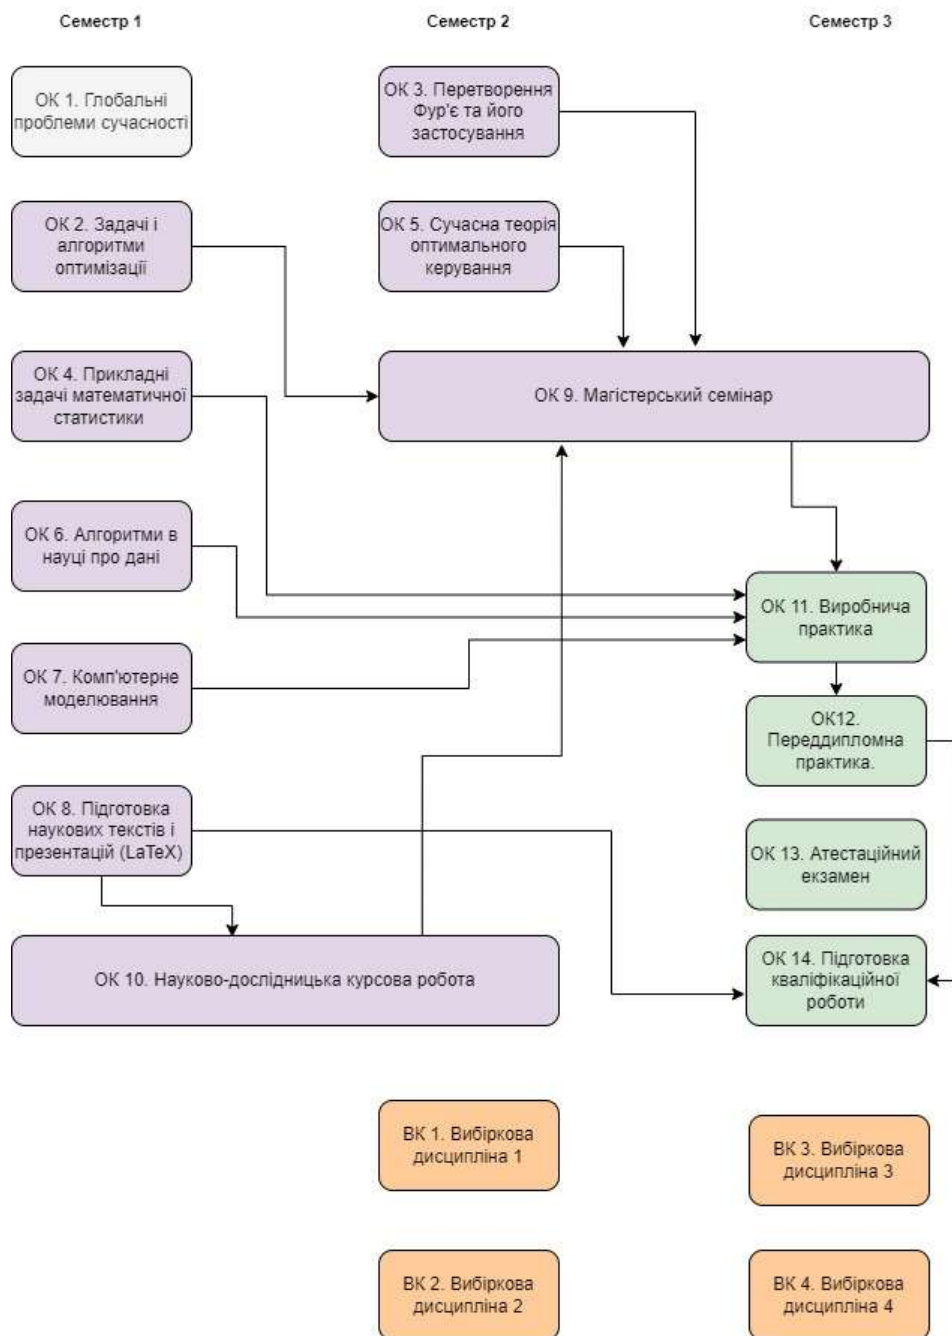 Семестр 1
Семестр 2
Семестр 3
ОК 1. Глобальні
проблеми сучасності
ОК 3. Перетворення
Фур'є та його
застосування
ОК 2. Задачі і
алгоритми
оптимізації
ОК 5. Сучасна теорія
оптимального
керування
ОК 4. Прикладні
задачі математичної
статистики
ОК 9. Магістерський семінар
ОК 6. Алгоритми в
науці про дані
ОК 11. Виробнича
практика
ОК 7. Комп'ютерне
моделювання
ОК12.
Переддипломна
практика.
ОК 8. Підготовка
наукових текстів і
презентацій (LaTeX)
ОК 13. Атестаційний
екзамен
ОК 10. Науково-дослідницька курсова робота
ОК 14. Підготовка
кваліфікаційної
роботи
ВК 1. Вибіркова
дисципліна 1
ВК 3. Вибіркова
дисципліна 3
ВК 2. Вибіркова
дисципліна 2
ВК 4. Вибіркова
дисципліна 4